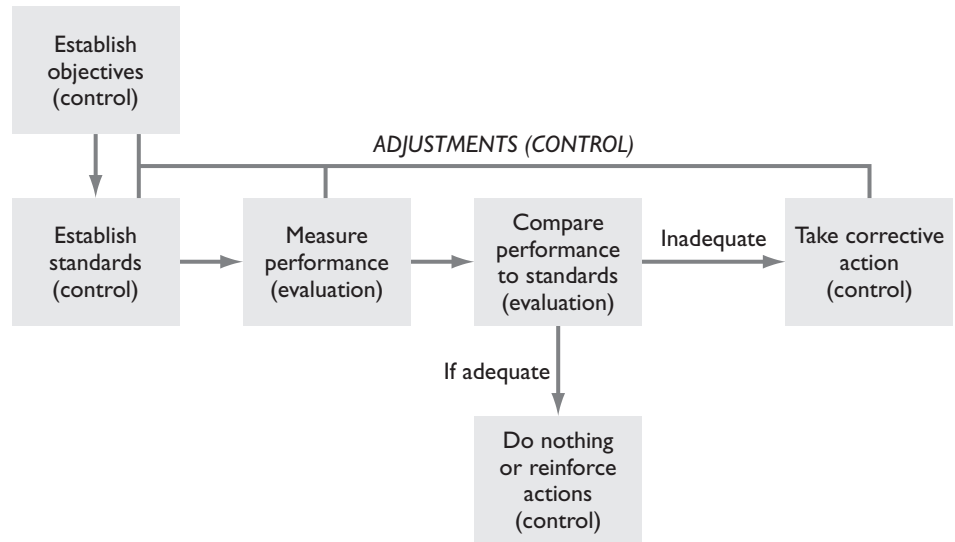 Establish
objectives
(control)
ADJUSTMENTS (CONTROL)
Establish
standards
(control)
Measure
performance
(evaluation)
Compare
performance
to standards
(evaluation)
Inadequate
Take corrective
action
(control)
If adequate
Do nothing
or reinforce
actions
(control)